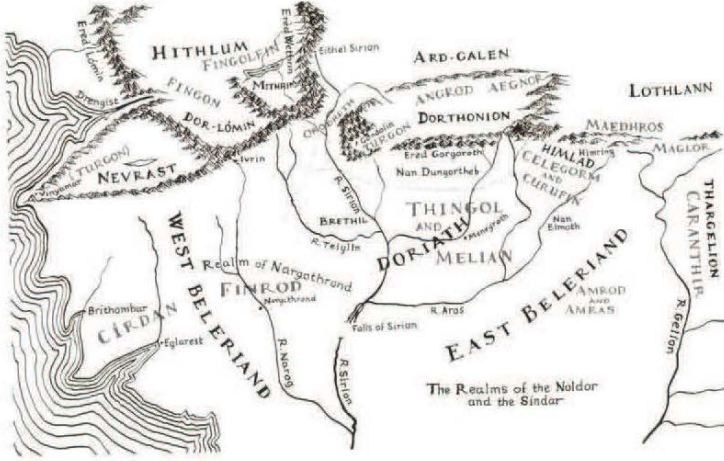 Ered Lómin
HITHLUM
FINGOLFIN
Ered Wethrin
Eithel Sirion
ARD-GALEN
LOTHLANN
Drengist
FINGON
MITHRIM
DOR-LÓMIN
ANGROD
AEGNOR
DORTHONION
TURGON
MAEDHROS
Himring
MAGLOR
(TURGON)
NEVRAST
Vinyamar
Ivrin
Ered Gorgoroth
HIMLAD
CELEGORM
AND
CURUFIN
Nan Dungortheb
R. Sirion
BRETHIL
R. Teiglin
THINGOL
AND
MELIAN
DORIATH
Menegroth
Nan
Elmoth
THARGELION
CARANTHIR
WEST BELERIAND
Realm of Nargothrond
FINROD
Nargothrond
EAST BELERIAND
AMROD
AND
AMRAS
R. Gelion
Brithombar
CÍRDAN
Eglarest
R. Aros
Falls of Sirion
R. Narog
R. Sirion
The Realms of the Noldor
and the Sindar